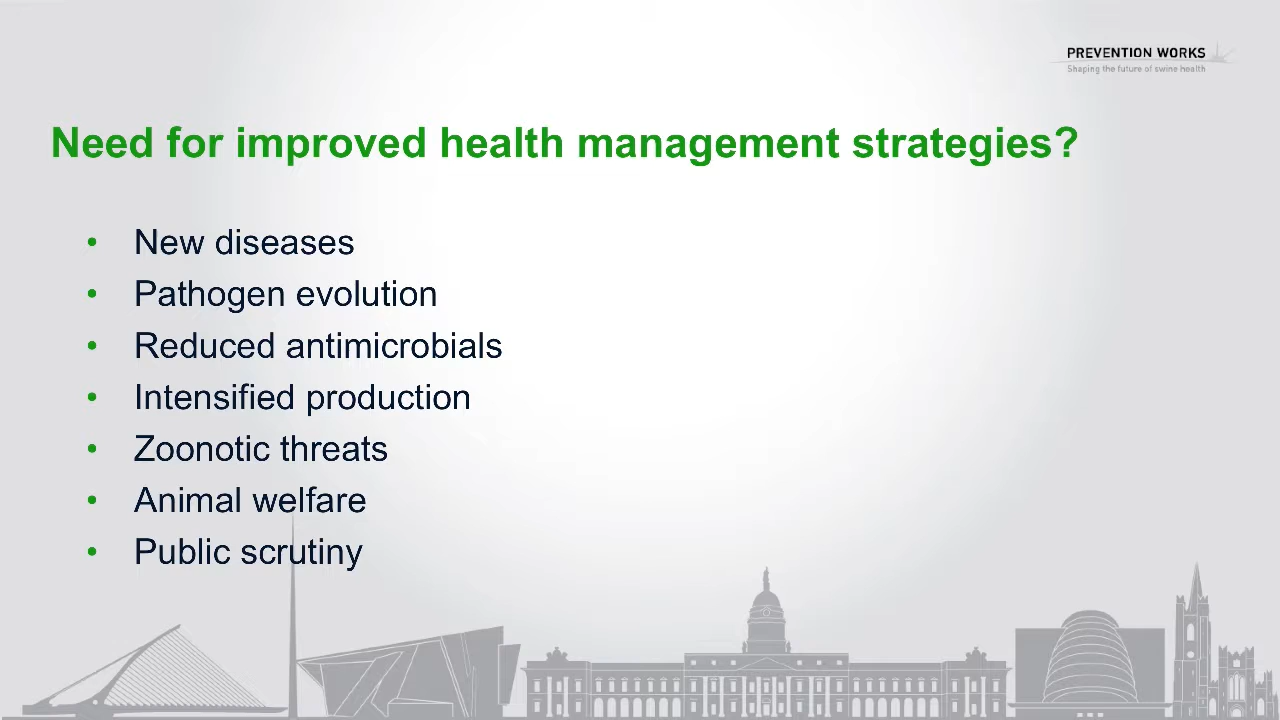 PREVENTION WORKS
Shaping the future of swine health
Need for improved health management strategies?
• New diseases
• Pathogen evolution
• Reduced antimicrobials
• Intensified production
• Zoonotic threats
• Animal welfare
• Public scrutiny